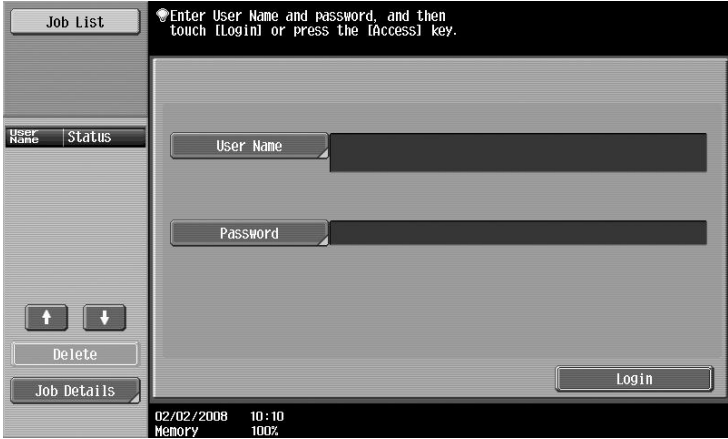 Job List
Enter User Name and password, and then
touch [Login] or press the [Access] key.
User Name
Status
User Name
Password
Delete
Job Details
Login
02/02/2008 10:10
Memory 100%